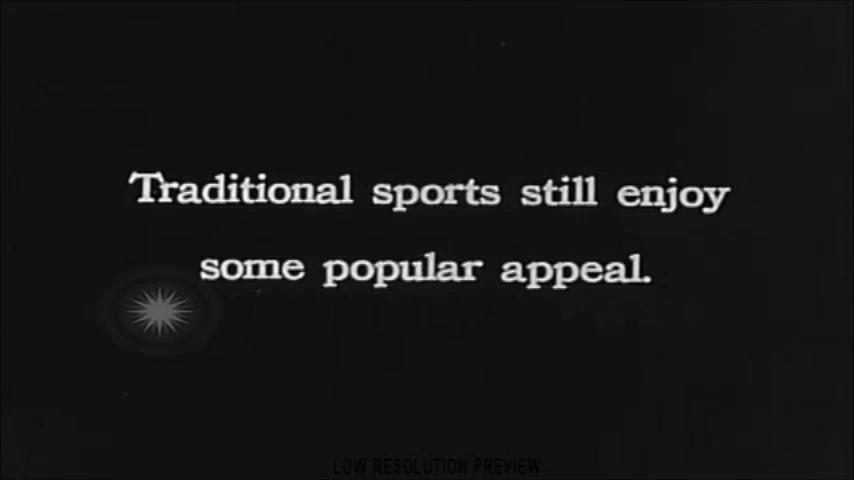 Traditional sports still enjoy
some popular appeal.
LOW RESOLUTION PREVIEW